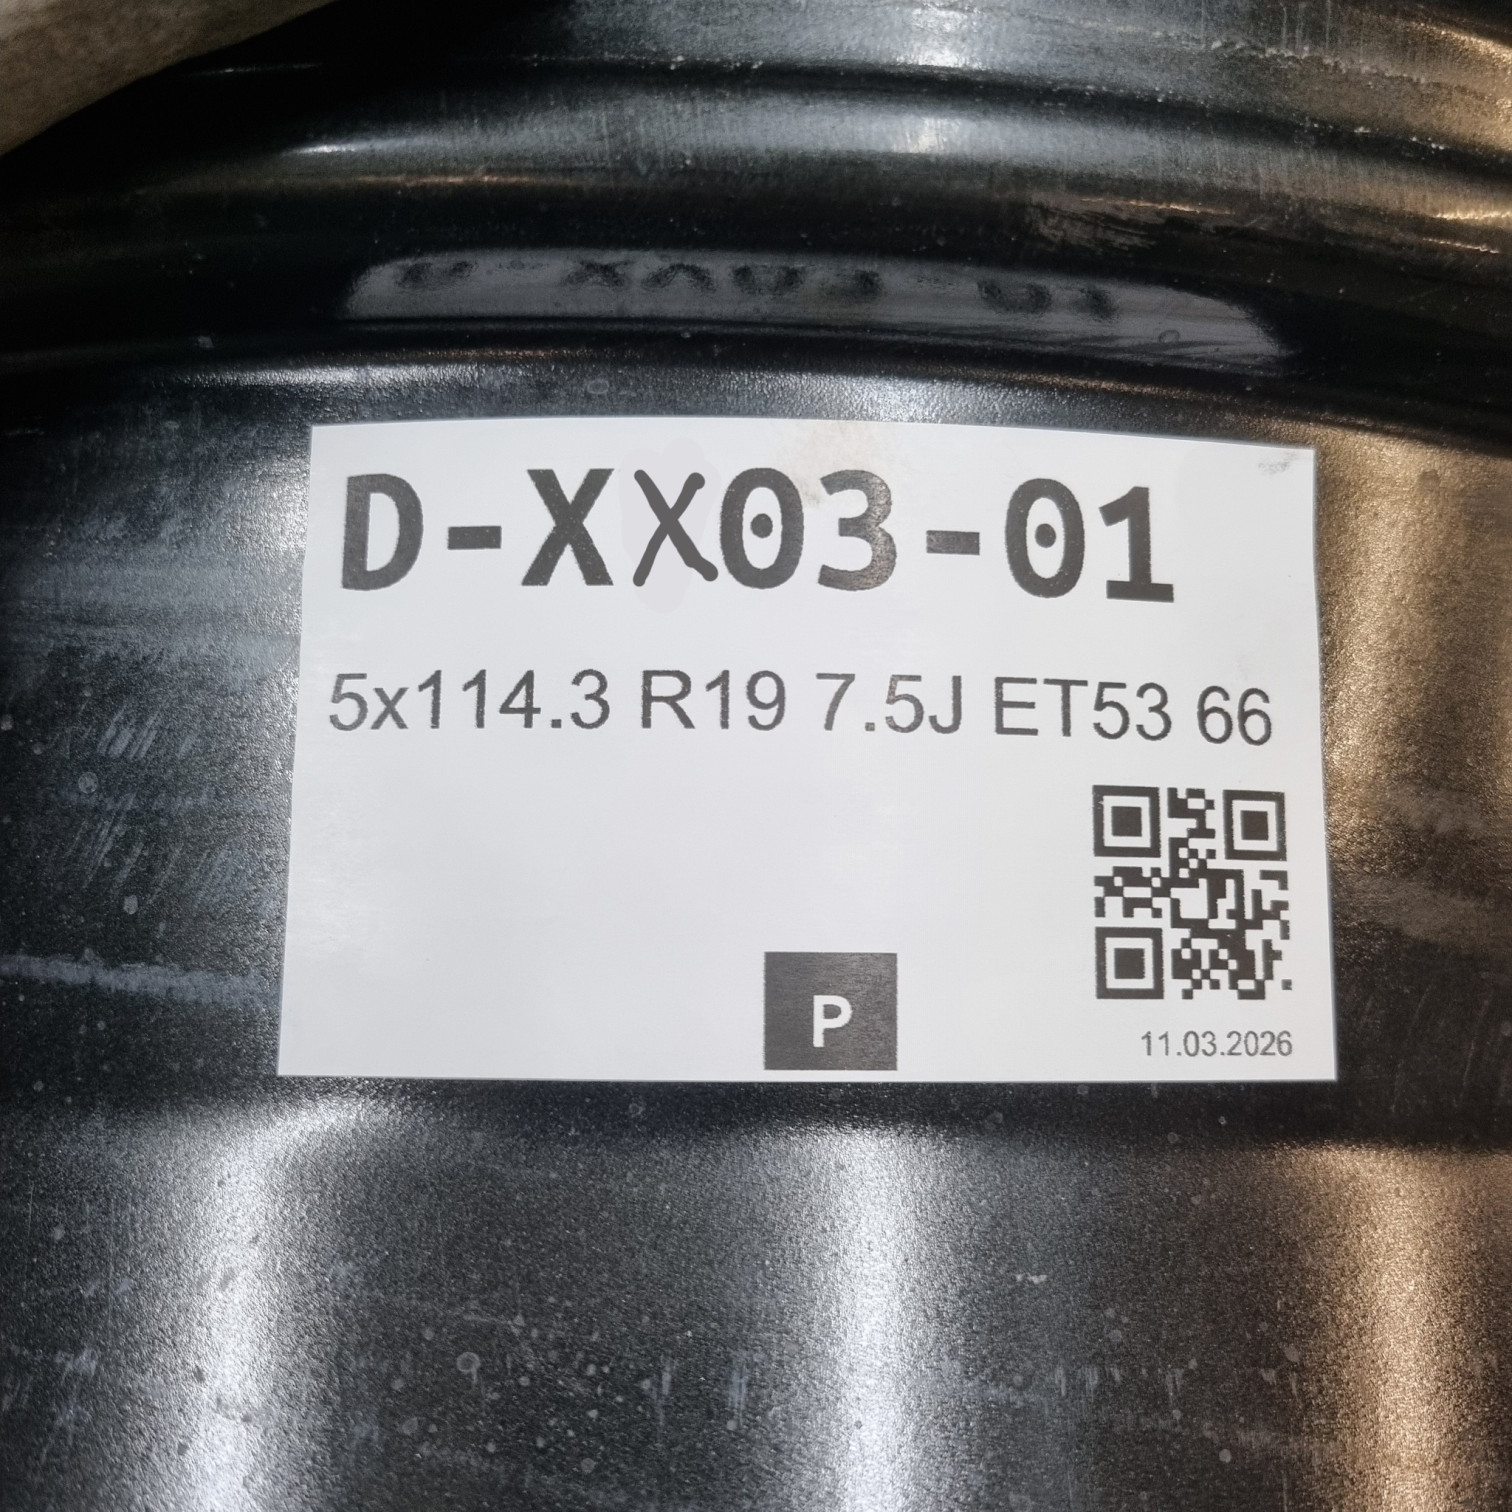 D-XX03-01
5x114.3 R19 7.5J ET53 66
P
11.03.2026